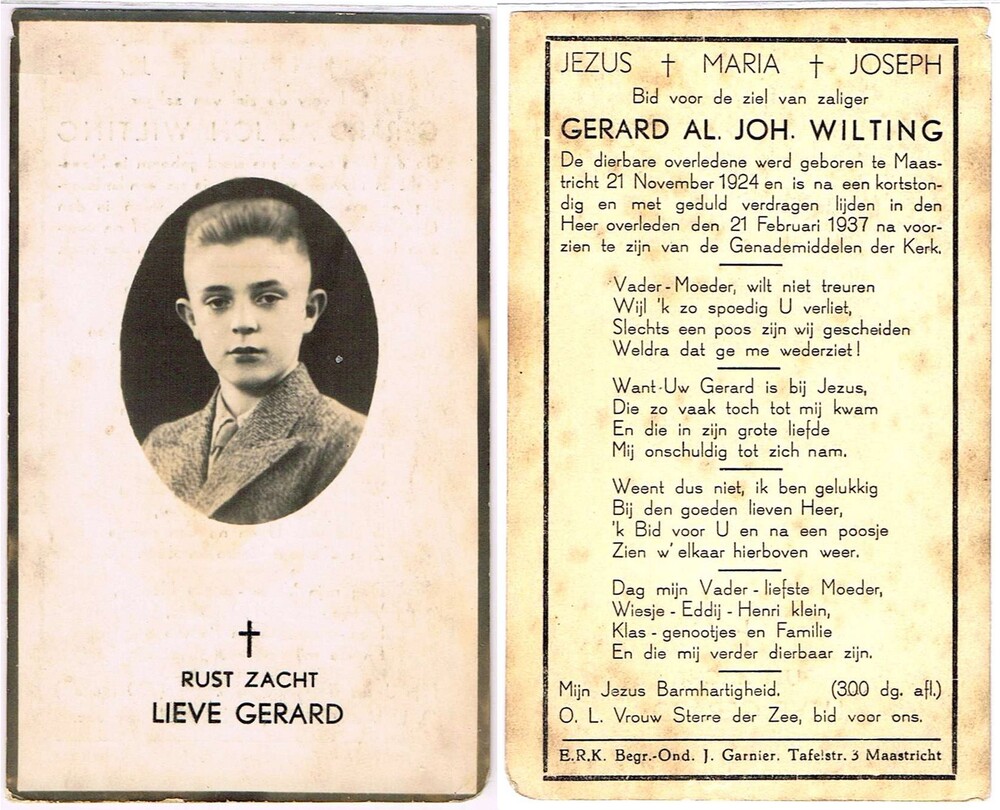 RUST ZACHT
LIEVE GERARD
JEZUS † MARIA † JOSEPH
Bid voor de ziel van zaliger
GERARD AL. JOH. WILTING
De dierbare overledene werd geboren te Maas-
tricht 21 November 1924 en is na een kortston-
dig en met geduld verdragen lijden in den
Heer overleden den 21 Februari 1937 na voor-
zien te zijn van de Genademiddelen der Kerk.
Vader-Moeder, wilt niet treuren
Wijl 'k zo spoedig U verliet,
Slechts een poos zijn wij gescheiden
Weldra dat ge me wederziet!
Want-Uw Gerard is bij Jezus,
Die zo vaak toch tot mij kwam
En die in zijn grote liefde
Mij onschuldig tot zich nam.
Weent dus niet, ik ben gelukkig
Bij den goeden lieven Heer,
'k Bid voor U en na een poosje
Zien w' elkaar hierboven weer.
Dag mijn Vader - liefste Moeder,
Wiesje - Eddij - Henri klein,
Klas - genootjes en Familie
En die mij verder dierbaar zijn.
Mijn Jezus Barmhartigheid. (300 dg. afl.)
O. L. Vrouw Sterre der Zee, bid voor ons.
E.R.K. Begr.-Ond. J. Garnier. Tafelstr. 3 Maastricht